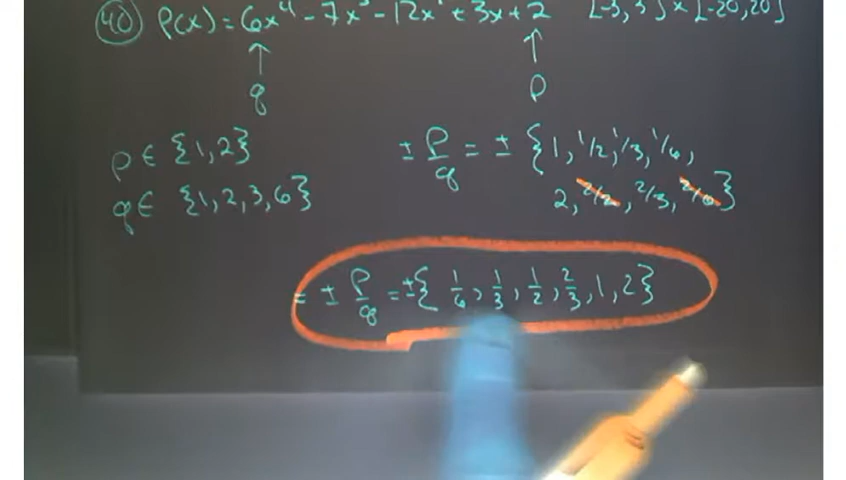 40 P(x) = 6x⁴ - 7x³ - 12x² + 3x + 2 [-3, 3] × [-20, 20]
q p
p ∈ {1, 2} ± p/q = ± {1, 1/2, 1/3, 1/6,
q ∈ {1, 2, 3, 6} 2, 2/2, 2/3, 2/6}
= ± p/q = ± { 1/6, 1/3, 1/2, 2/3, 1, 2}